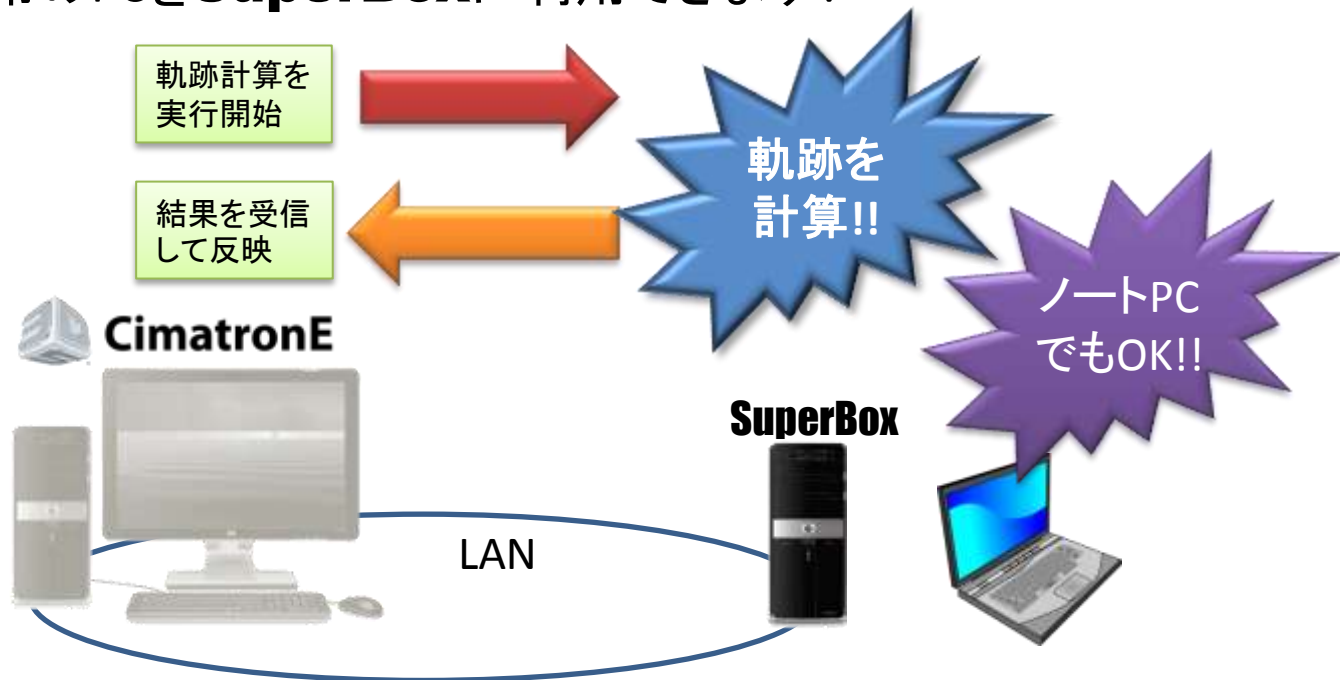 SuperBox
軌跡計算を
実行開始
軌跡を
計算!!
結果を受信
して反映
ノートPC
でもOK!!
CimatronE
SuperBox
LAN